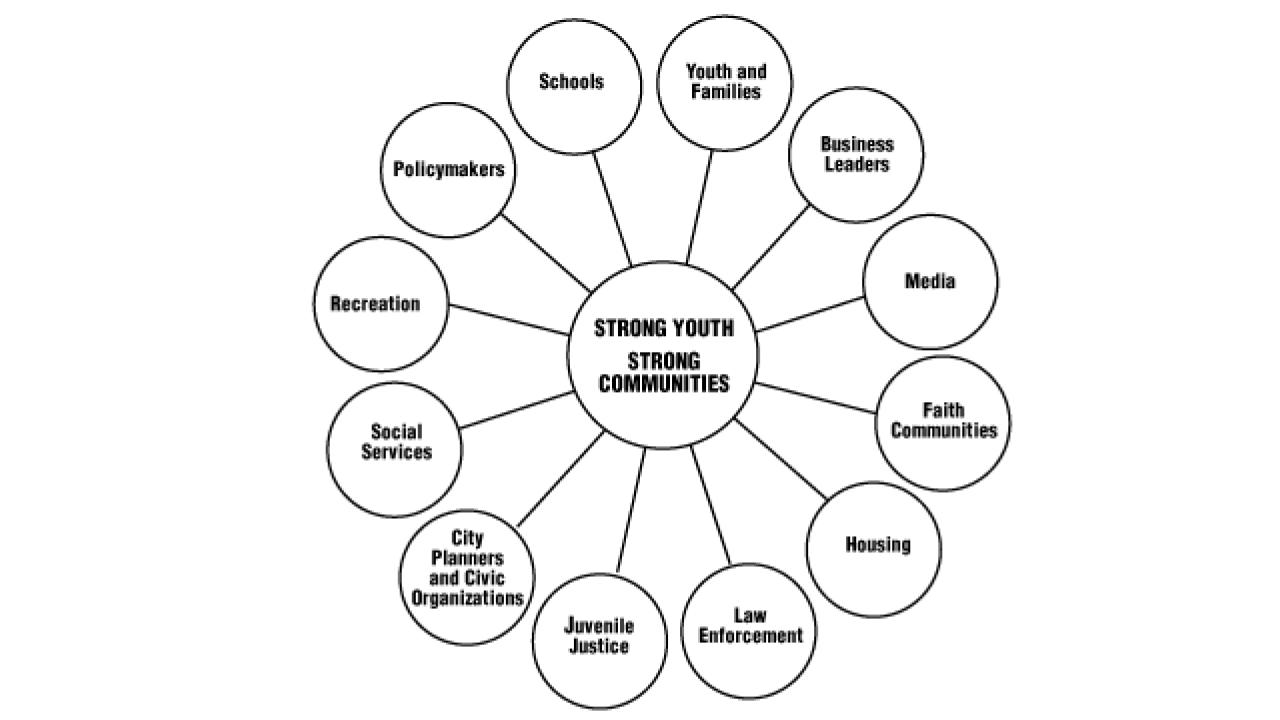 Schools
Youth and
Families
Business
Leaders
Policymakers
Media
Recreation
STRONG YOUTH
STRONG
COMMUNITIES
Faith
Communities
Social
Services
Housing
City
Planners
and Civic
Organizations
Juvenile
Justice
Law
Enforcement